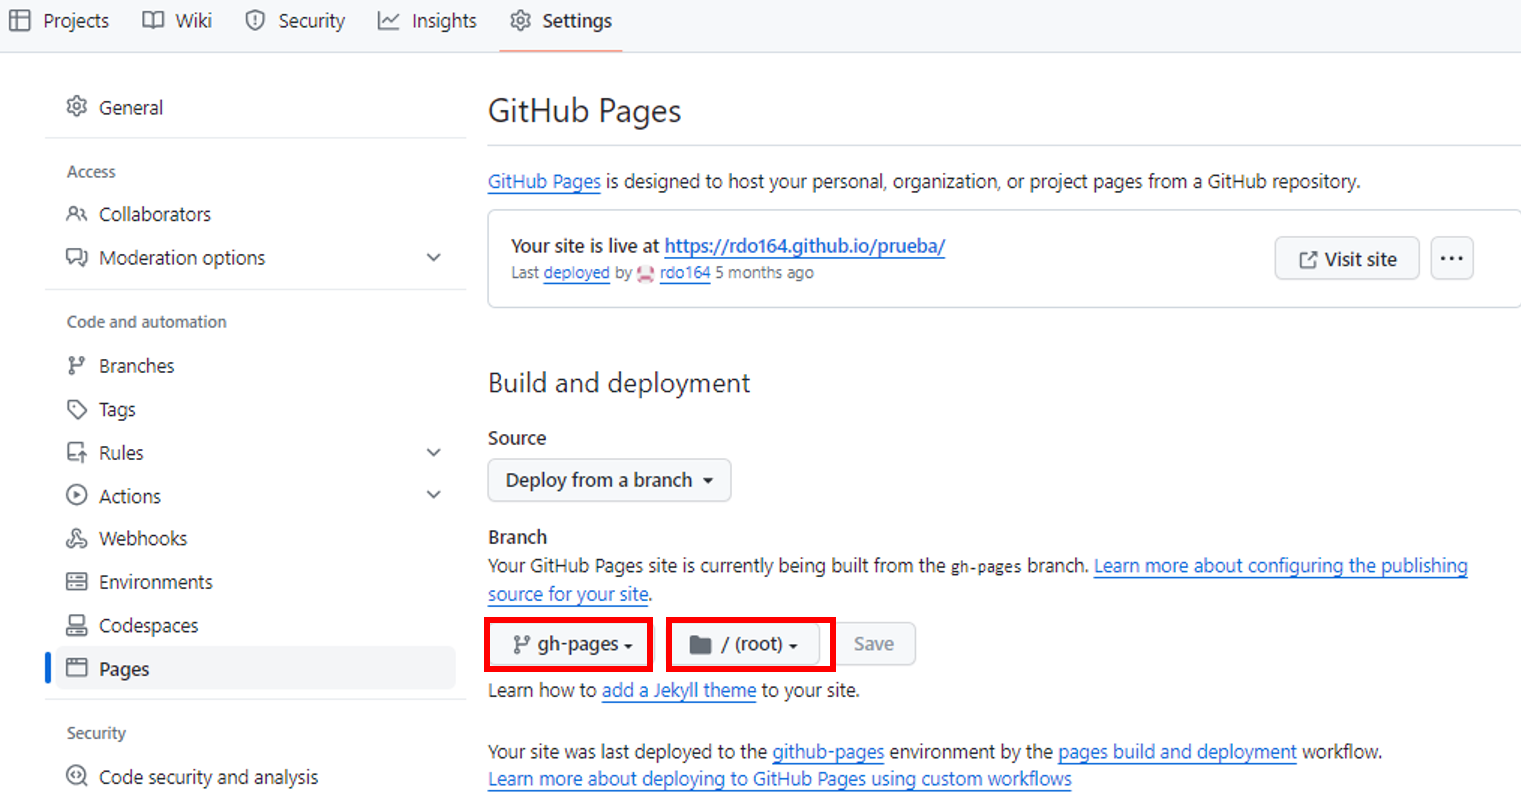 Projects Wiki Security Insights Settings
General
Access
Collaborators
Moderation options
Code and automation
Branches
Tags
Rules
Actions
Webhooks
Environments
Codespaces
Pages
Security
Code security and analysis
GitHub Pages
GitHub Pages is designed to host your personal, organization, or project pages from a GitHub repository.
Your site is live at https://rdo164.github.io/prueba/
Last deployed by rdo164 5 months ago
Visit site
Build and deployment
Source
Deploy from a branch
Branch
Your GitHub Pages site is currently being built from the gh-pages branch. Learn more about configuring the publishing
source for your site.
gh-pages / (root) Save
Learn how to add a Jekyll theme to your site.
Your site was last deployed to the github-pages environment by the pages build and deployment workflow.
Learn more about deploying to GitHub Pages using custom workflows